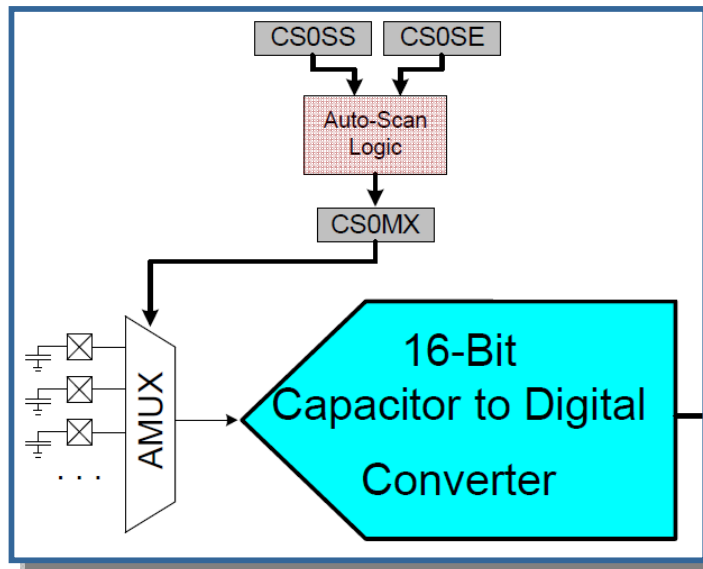 CS0SS
CS0SE
Auto-Scan
Logic
CS0MX
AMUX
. . .
16-Bit
Capacitor to Digital
Converter